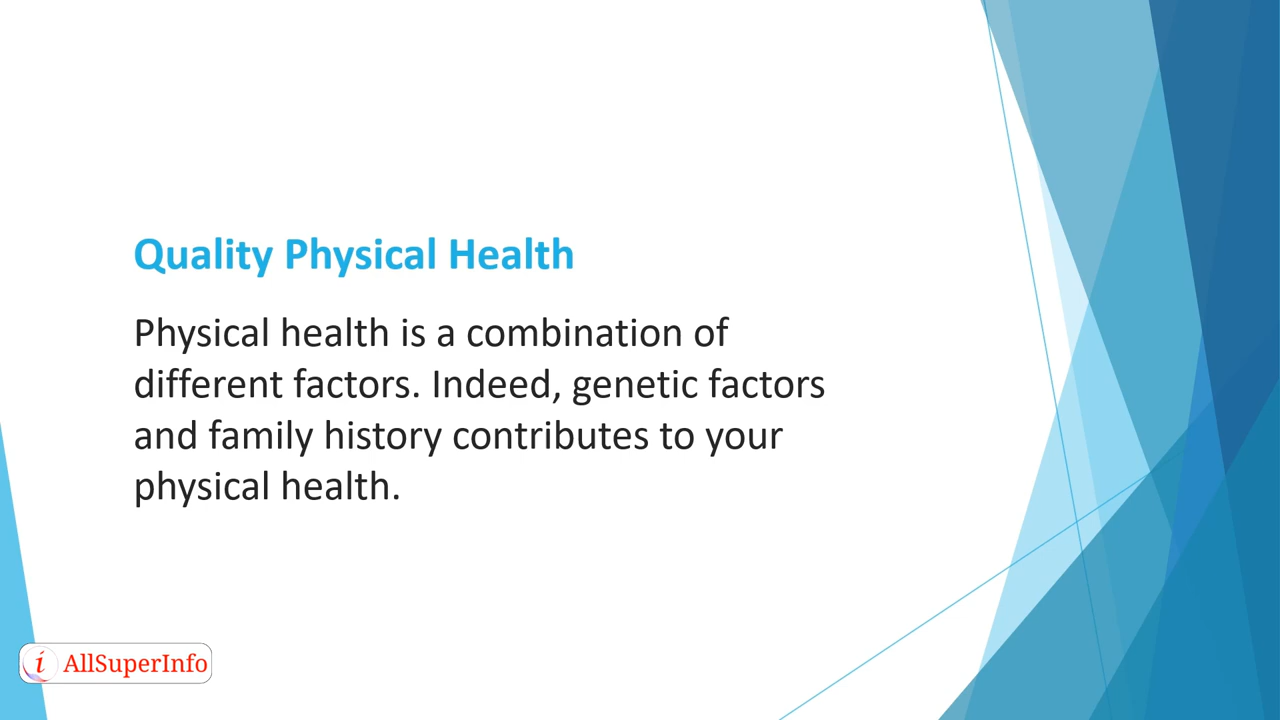 Quality Physical Health
Physical health is a combination of
different factors. Indeed, genetic factors
and family history contributes to your
physical health.
i AllSuperInfo